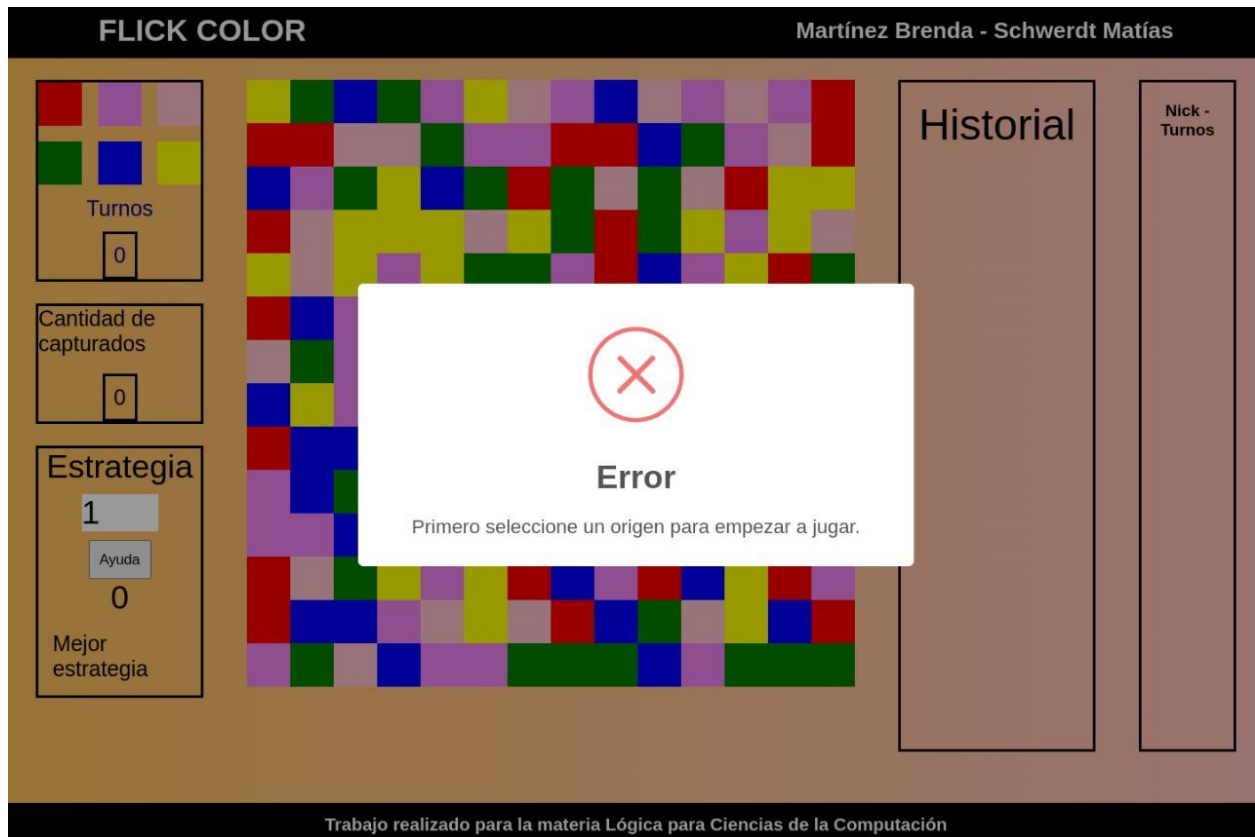 FLICK COLOR
Martínez Brenda - Schwerdt Matías
Turnos
0
Cantidad de
capturados
0
Estrategia
1
Ayuda
0
Mejor
estrategia
Error
Primero seleccione un origen para empezar a jugar.
Historial
Nick -
Turnos
Trabajo realizado para la materia Lógica para Ciencias de la Computación